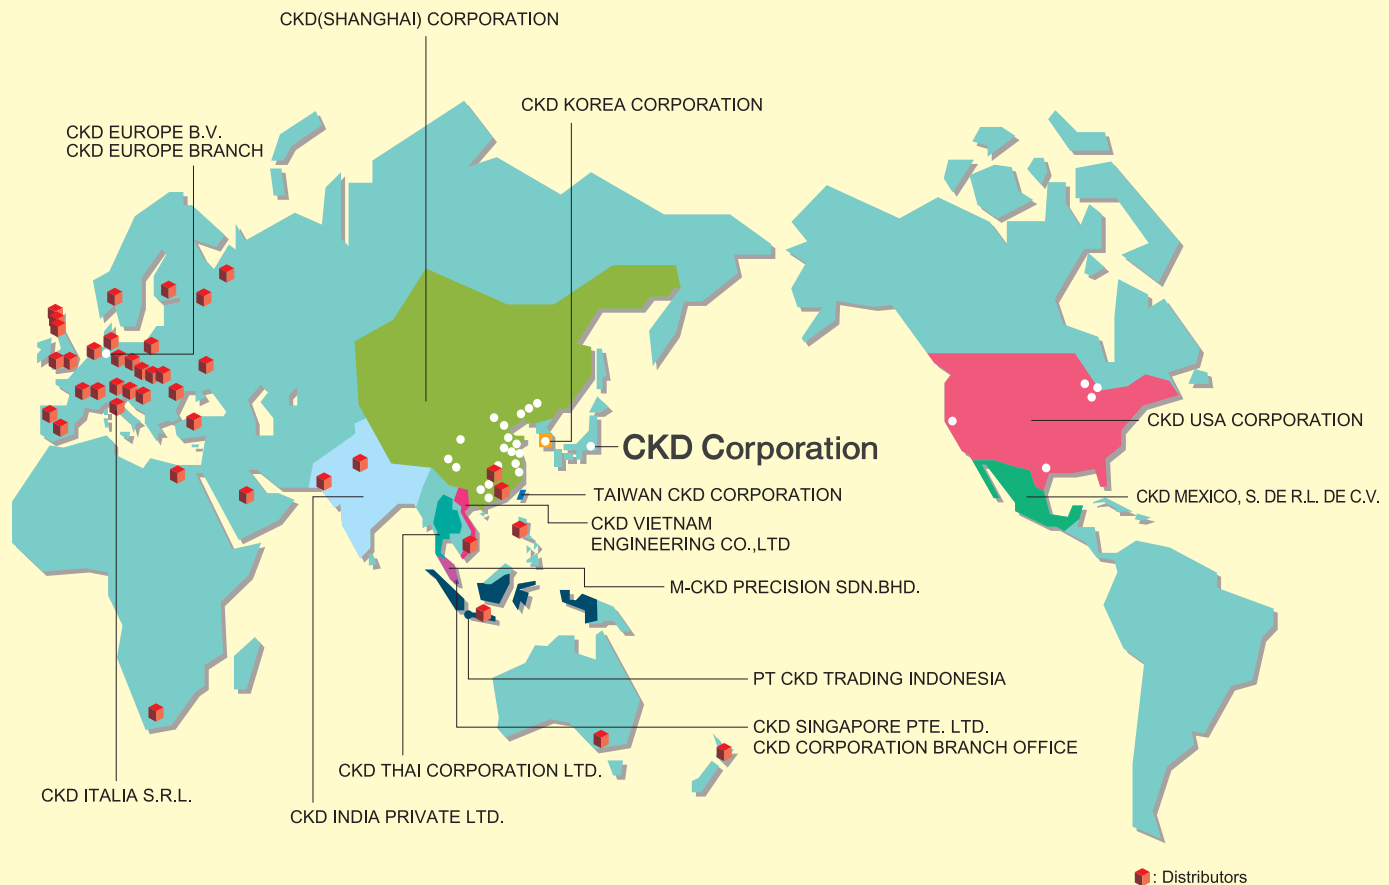 CKD(SHANGHAI) CORPORATION
CKD KOREA CORPORATION
CKD EUROPE B.V.
CKD EUROPE BRANCH
CKD USA CORPORATION
CKD Corporation
TAIWAN CKD CORPORATION
CKD MEXICO, S. DE R.L. DE C.V.
CKD VIETNAM
ENGINEERING CO.,LTD
M-CKD PRECISION SDN.BHD.
PT CKD TRADING INDONESIA
CKD SINGAPORE PTE. LTD.
CKD CORPORATION BRANCH OFFICE
CKD THAI CORPORATION LTD.
CKD ITALIA S.R.L.
CKD INDIA PRIVATE LTD.
: Distributors